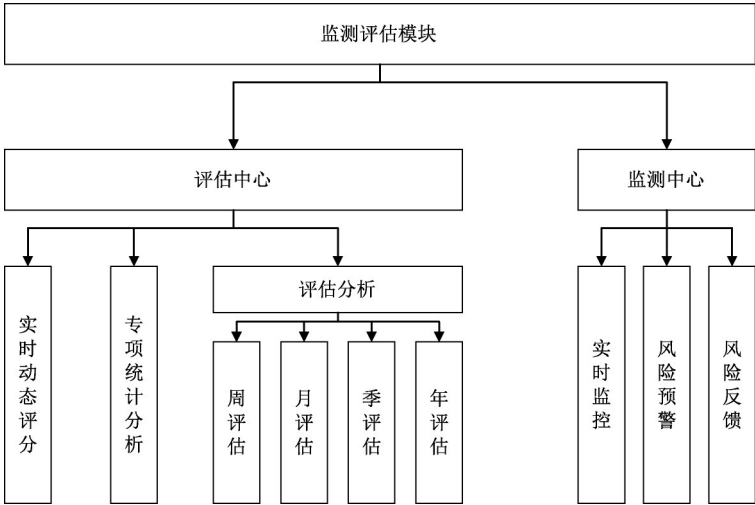 监测评估模块
评估中心
监测中心
实时动态评分
专项统计分析
评估分析
周评估
月评估
季评估
年评估
实时监控
风险预警
风险反馈